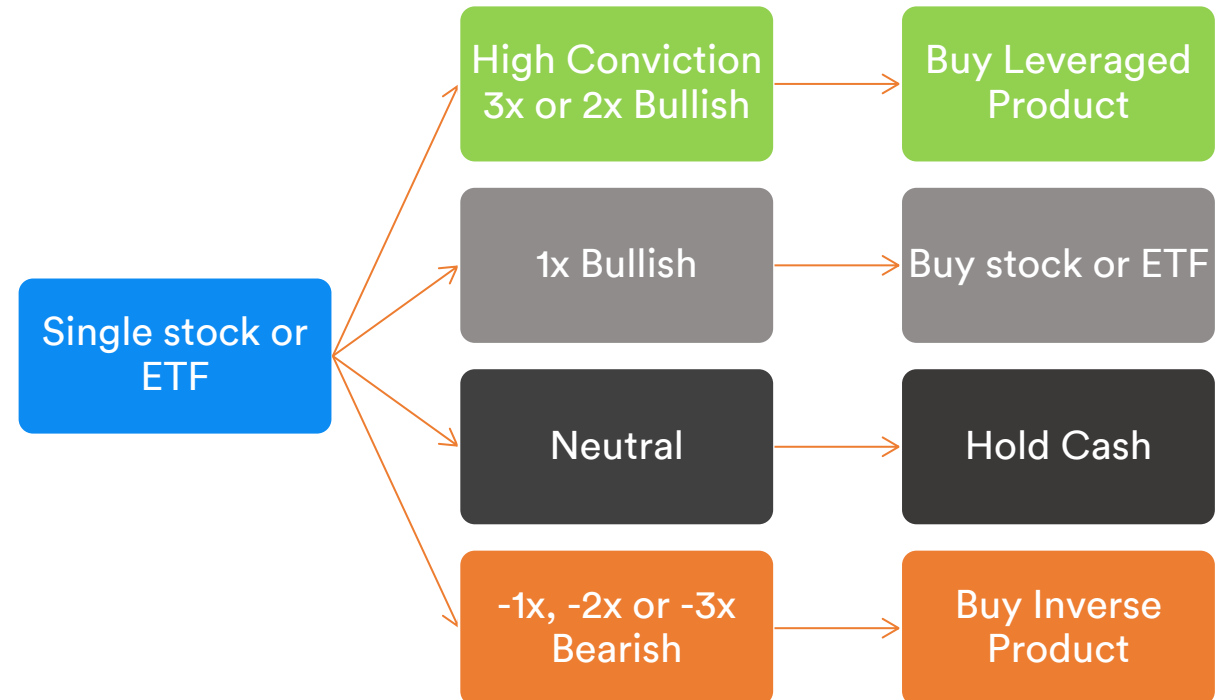 High Conviction
3x or 2x Bullish
Buy Leveraged
Product
1x Bullish
Buy stock or ETF
Single stock or
ETF
Neutral
Hold Cash
-1x, -2x or -3x
Bearish
Buy Inverse
Product